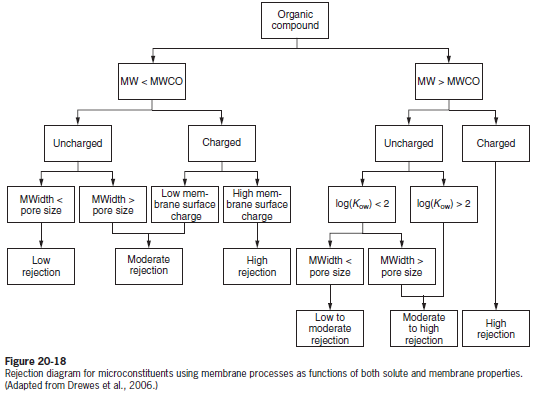 Organic
compound
MW < MWCO
MW > MWCO
Uncharged
Charged
Uncharged
Charged
MWidth <
pore size
MWidth >
pore size
Low mem-
brane surface
charge
High mem-
brane surface
charge
log(Kow) < 2
log(Kow) > 2
Low
rejection
Moderate
rejection
High
rejection
MWidth <
pore size
MWidth >
pore size
Low to
moderate
rejection
Moderate
to high
rejection
High
rejection
Figure 20-18
Rejection diagram for microconstituents using membrane processes as functions of both solute and membrane properties.
(Adapted from Drewes et al., 2006.)